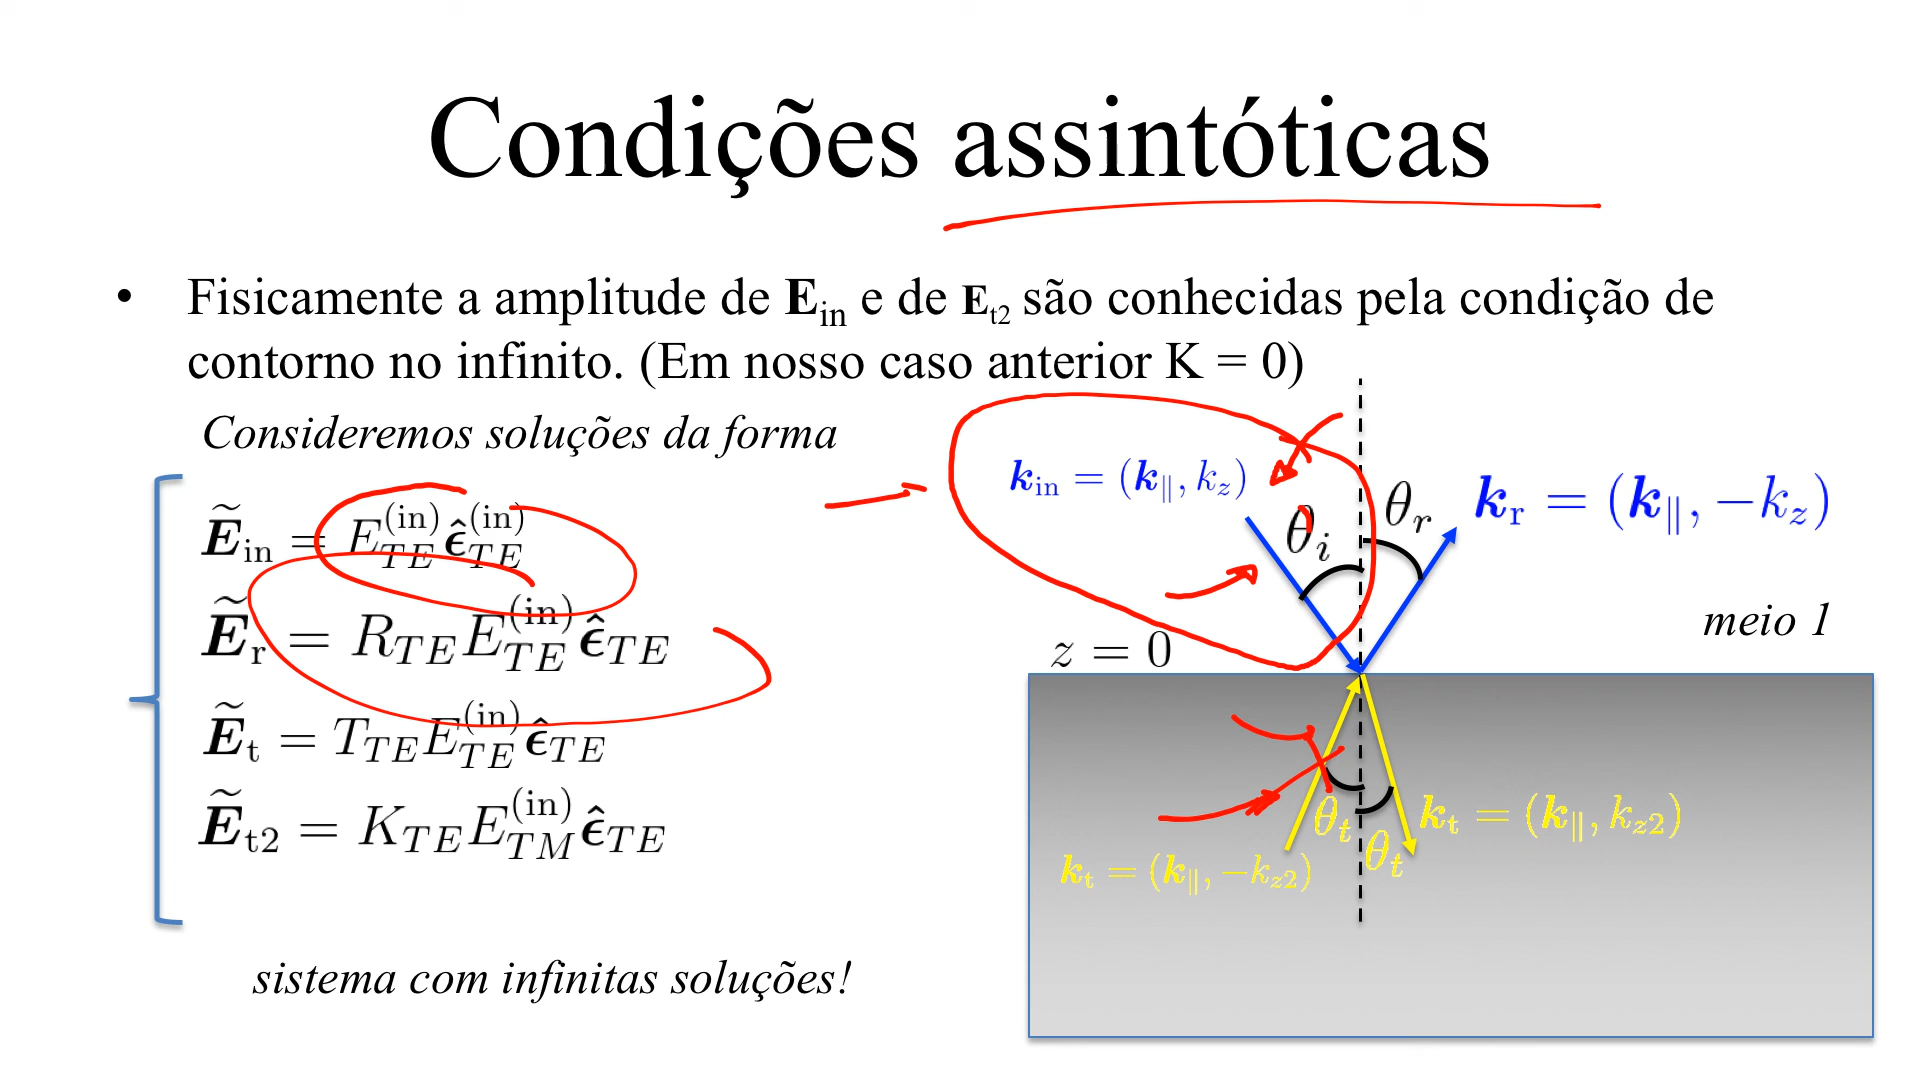 Condições assintóticas
• Fisicamente a amplitude de E_in e de E_t2 são conhecidas pela condição de
contorno no infinito. (Em nosso caso anterior K = 0)
Consideremos soluções da forma
Ẽ_in = E_TE^(in) ε̂_TE^(in)
Ẽ_r = R_TE E_TE^(in) ε̂_TE
Ẽ_t = T_TE E_TE^(in) ε̂_TE
Ẽ_t2 = K_TE E_TM^(in) ε̂_TE
sistema com infinitas soluções!
k_in = (k_∥, k_z)
θ_i
θ_r
k_r = (k_∥, −k_z)
meio 1
z = 0
θ_t
θ_t
k_t = (k_∥, k_z2)
k_t = (k_∥, −k_z2)